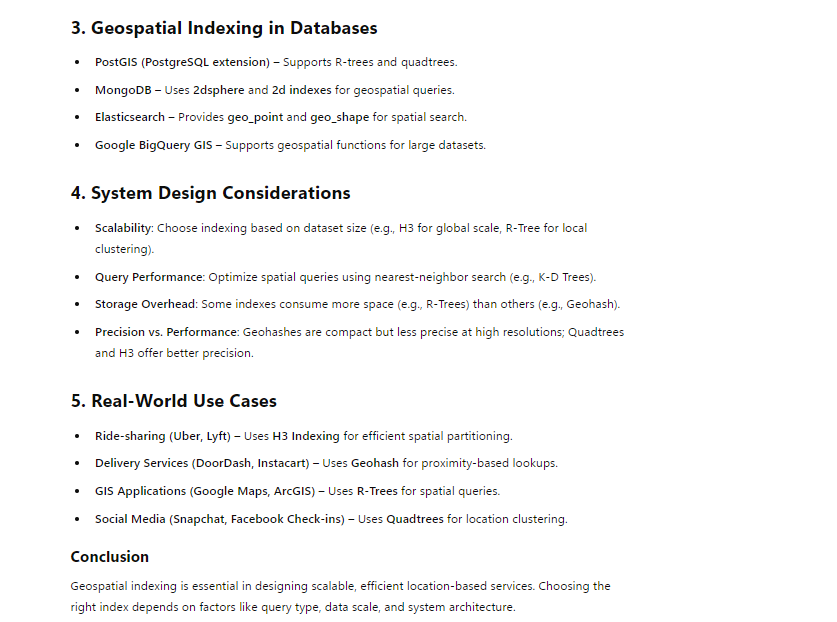 3. Geospatial Indexing in Databases
• PostGIS (PostgreSQL extension) – Supports R-trees and quadtrees.
• MongoDB – Uses 2dsphere and 2d indexes for geospatial queries.
• Elasticsearch – Provides geo_point and geo_shape for spatial search.
• Google BigQuery GIS – Supports geospatial functions for large datasets.
4. System Design Considerations
• Scalability: Choose indexing based on dataset size (e.g., H3 for global scale, R-Tree for local
clustering).
• Query Performance: Optimize spatial queries using nearest-neighbor search (e.g., K-D Trees).
• Storage Overhead: Some indexes consume more space (e.g., R-Trees) than others (e.g., Geohash).
• Precision vs. Performance: Geohashes are compact but less precise at high resolutions; Quadtrees
and H3 offer better precision.
5. Real-World Use Cases
• Ride-sharing (Uber, Lyft) – Uses H3 Indexing for efficient spatial partitioning.
• Delivery Services (DoorDash, Instacart) – Uses Geohash for proximity-based lookups.
• GIS Applications (Google Maps, ArcGIS) – Uses R-Trees for spatial queries.
• Social Media (Snapchat, Facebook Check-ins) – Uses Quadtrees for location clustering.
Conclusion
Geospatial indexing is essential in designing scalable, efficient location-based services. Choosing the
right index depends on factors like query type, data scale, and system architecture.